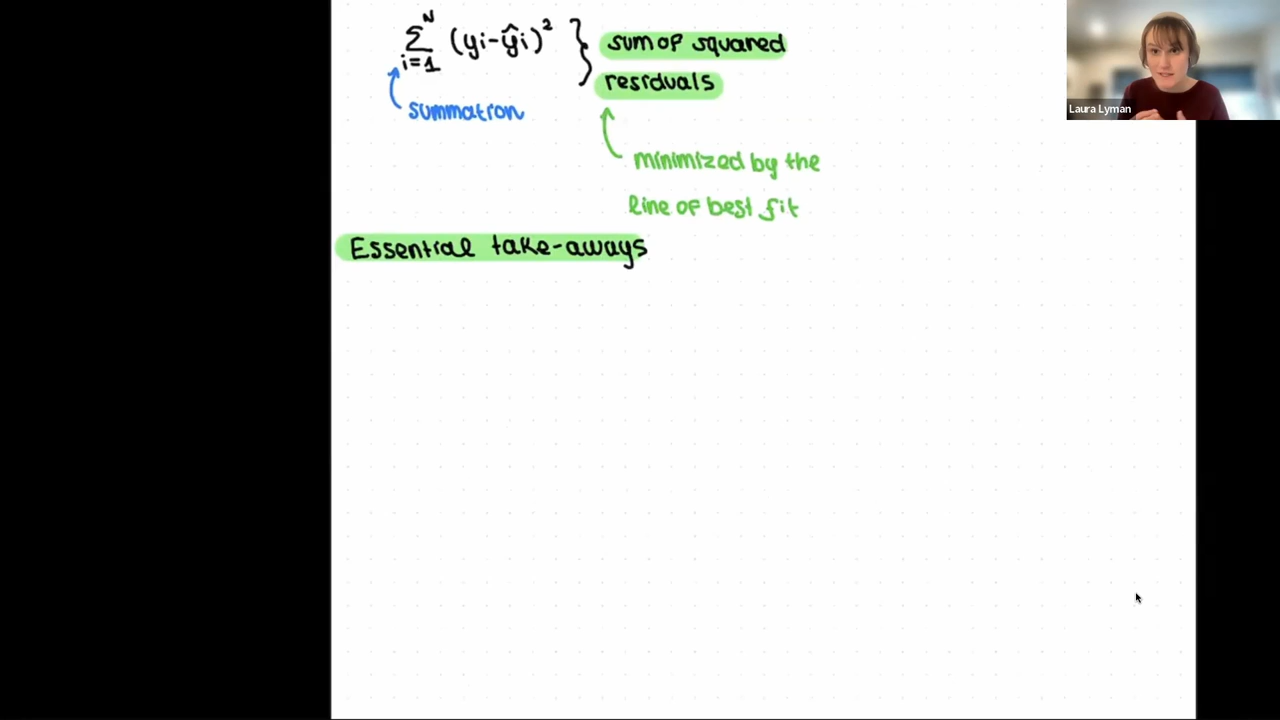 N
Σ (yi-ŷi)² } sum of squared
i=1
residuals
summation
minimized by the
line of best fit
Essential take-aways
Laura Lyman